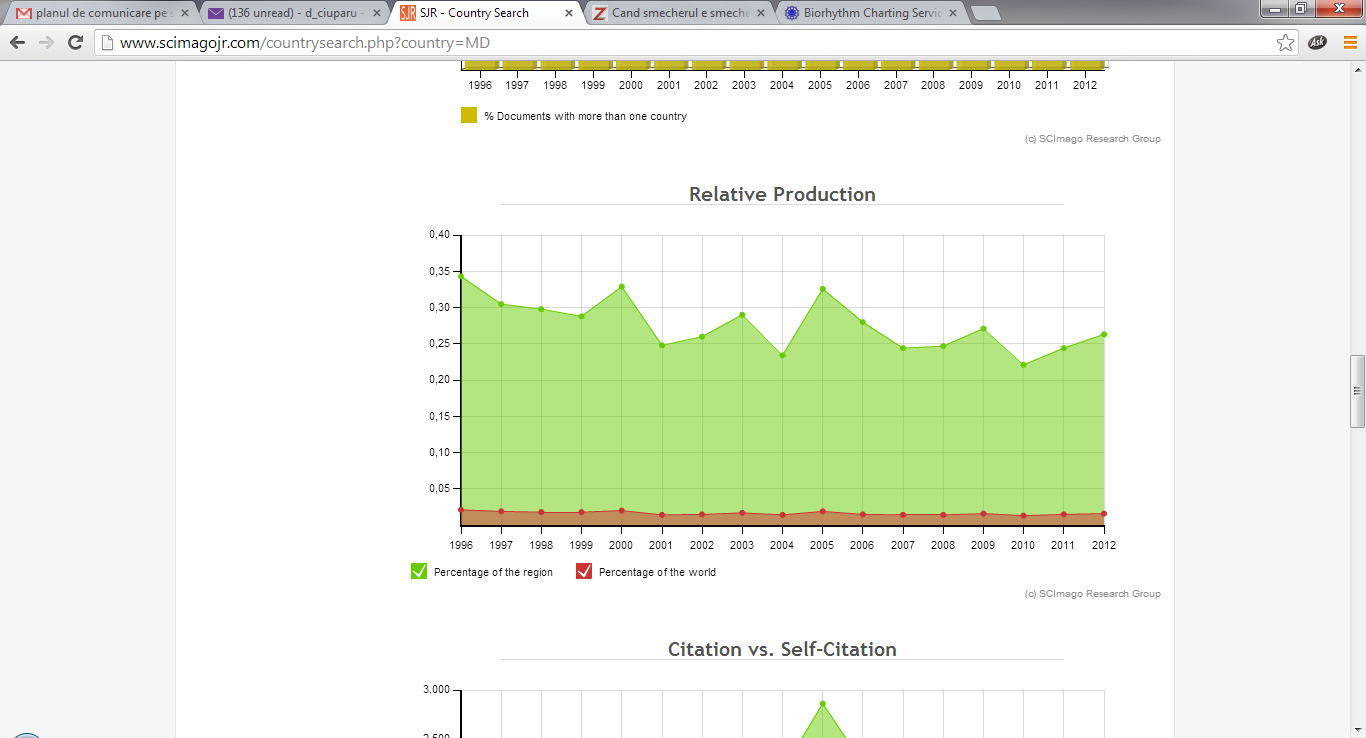 planul de comunicare pe
(136 unread) - d_ciuparu -
SJR SJR - Country Search
Z Cand smecherul e smeche
Biorhythm Charting Servic
www.scimagojr.com/countrysearch.php?country=MD
Ask
1996 1997 1998 1999 2000 2001 2002 2003 2004 2005 2006 2007 2008 2009 2010 2011 2012
% Documents with more than one country
(c) SCImago Research Group
Relative Production
0,40
0,35
0,30
0,25
0,20
0,15
0,10
0,05
1996 1997 1998 1999 2000 2001 2002 2003 2004 2005 2006 2007 2008 2009 2010 2011 2012
Percentage of the region Percentage of the world
(c) SCImago Research Group
Citation vs. Self-Citation
3.000